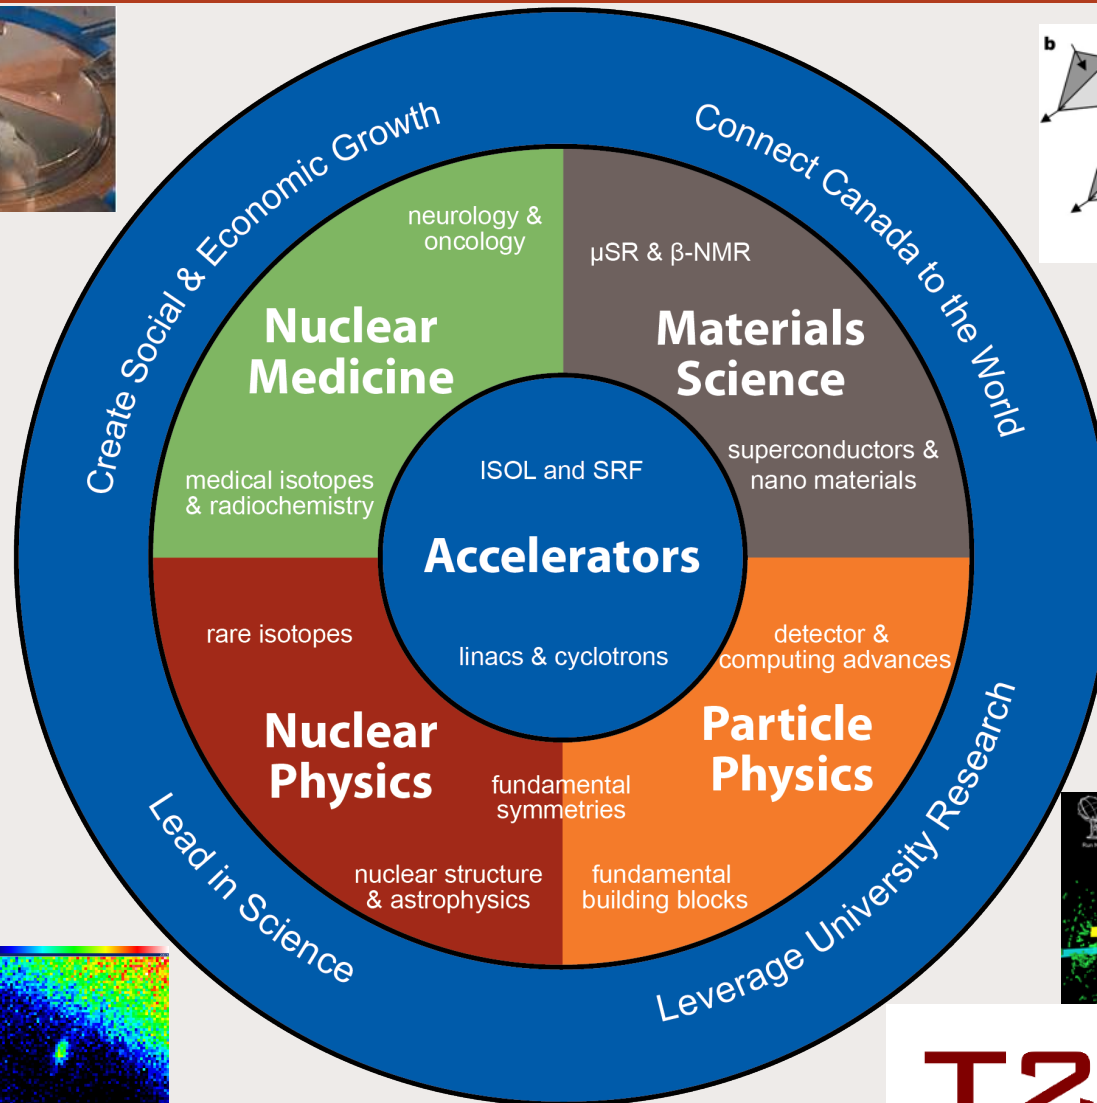 Create Social & Economic Growth
Connect Canada to the World
b
neurology &
oncology
µSR & β-NMR
Nuclear
Medicine
Materials
Science
superconductors &
nano materials
medical isotopes
& radiochemistry
ISOL and SRF
Accelerators
linacs & cyclotrons
rare isotopes
detector &
computing advances
Nuclear
Physics
Particle
Physics
fundamental
symmetries
nuclear structure
& astrophysics
fundamental
building blocks
Lead in Science
Leverage University Research
T2